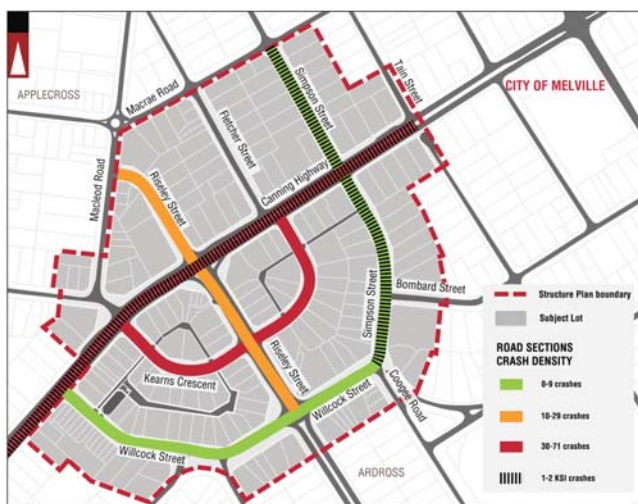 APPLECROSS
Macrae Road
Fletcher Street
Simpson Street
Tain Street
CITY OF MELVILLE
Macleod Road
Riseley Street
Canning Highway
Simpson Street
Bombard Street
Riseley Street
Kearns Crescent
Willcock Street
Willcock Street
Coogee Road
ARDROSS
Structure Plan boundary
Subject Lot
ROAD SECTIONS
CRASH DENSITY
0-9 crashes
10-29 crashes
30-71 crashes
1-2 KSI crashes